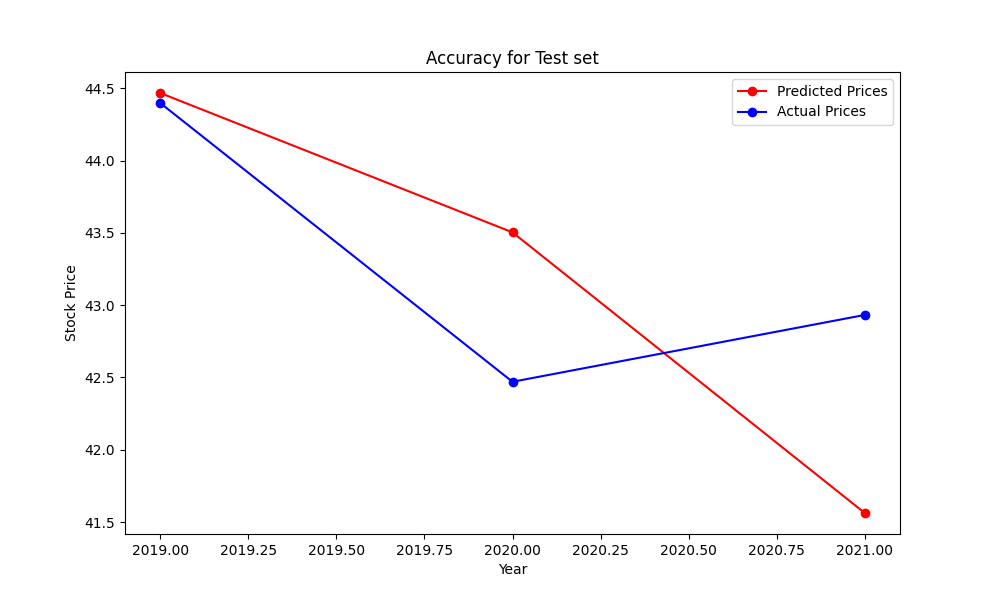 Accuracy for Test set
Predicted Prices
Actual Prices
44.5
44.0
43.5
43.0
42.5
42.0
41.5
Stock Price
2019.00 2019.25 2019.50 2019.75 2020.00 2020.25 2020.50 2020.75 2021.00
Year